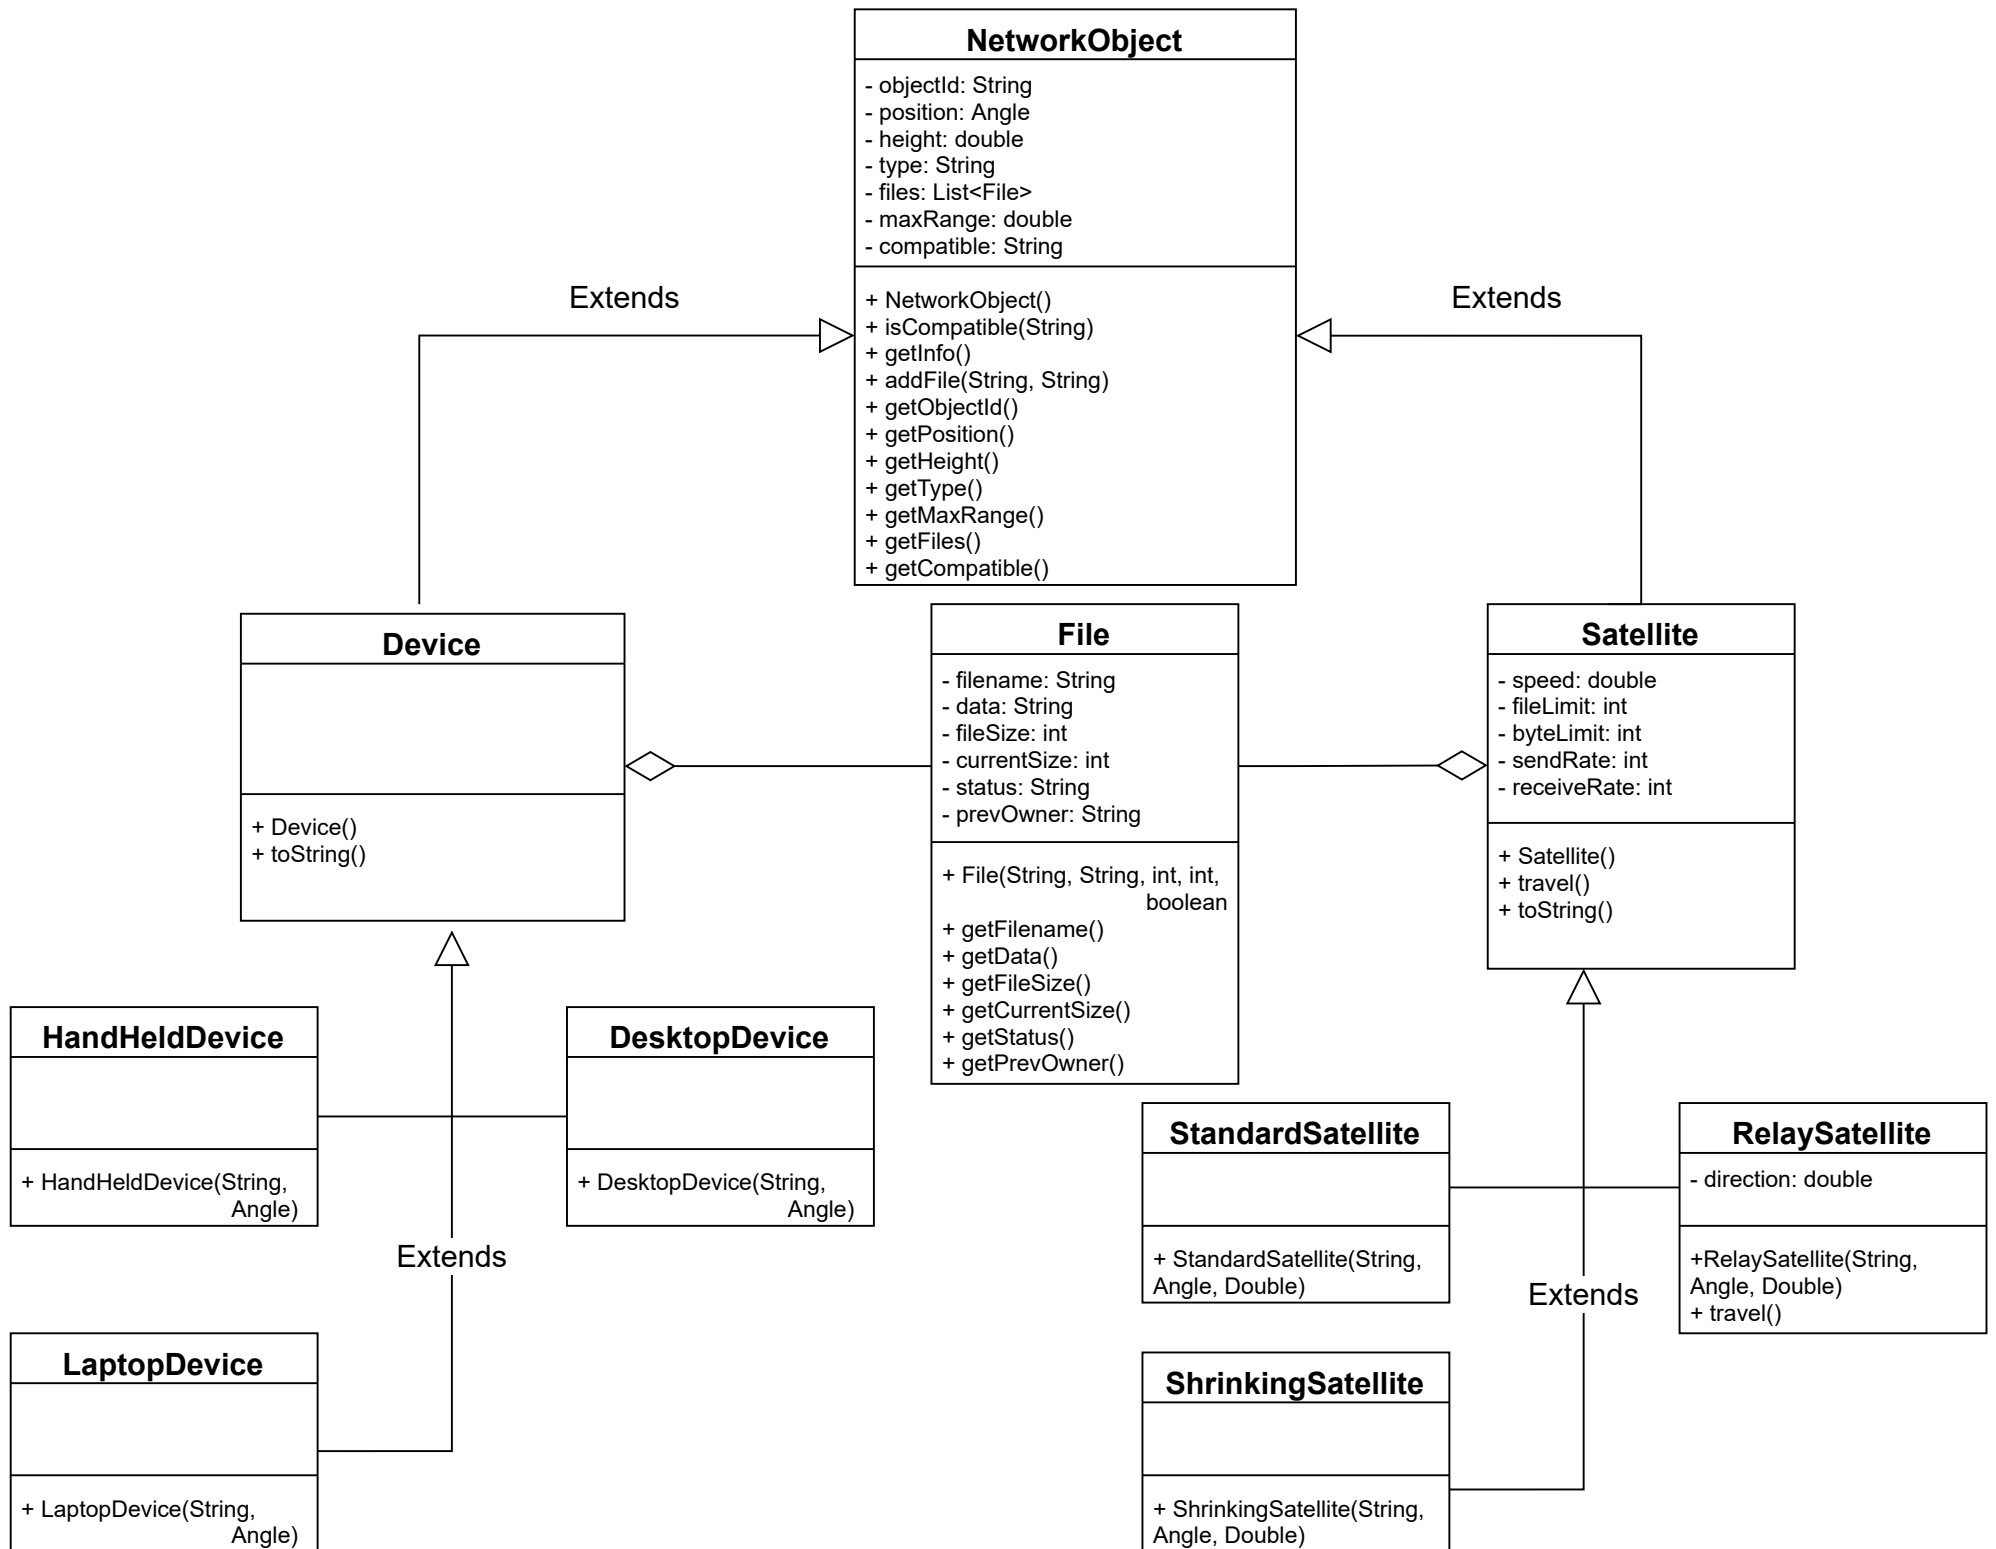 NetworkObject
- objectId: String
- position: Angle
- height: double
- type: String
- files: List<File>
- maxRange: double
- compatible: String
+ NetworkObject()
+ isCompatible(String)
+ getInfo()
+ addFile(String, String)
+ getObjectId()
+ getPosition()
+ getHeight()
+ getType()
+ getMaxRange()
+ getFiles()
+ getCompatible()
Extends
Extends
Device
+ Device()
+ toString()
File
- filename: String
- data: String
- fileSize: int
- currentSize: int
- status: String
- prevOwner: String
+ File(String, String, int, int,
boolean
+ getFilename()
+ getData()
+ getFileSize()
+ getCurrentSize()
+ getStatus()
+ getPrevOwner()
Satellite
- speed: double
- fileLimit: int
- byteLimit: int
- sendRate: int
- receiveRate: int
+ Satellite()
+ travel()
+ toString()
HandHeldDevice
+ HandHeldDevice(String,
Angle)
DesktopDevice
+ DesktopDevice(String,
Angle)
Extends
LaptopDevice
+ LaptopDevice(String,
Angle)
StandardSatellite
+ StandardSatellite(String,
Angle, Double)
RelaySatellite
- direction: double
+RelaySatellite(String,
Angle, Double)
+ travel()
Extends
ShrinkingSatellite
+ ShrinkingSatellite(String,
Angle, Double)